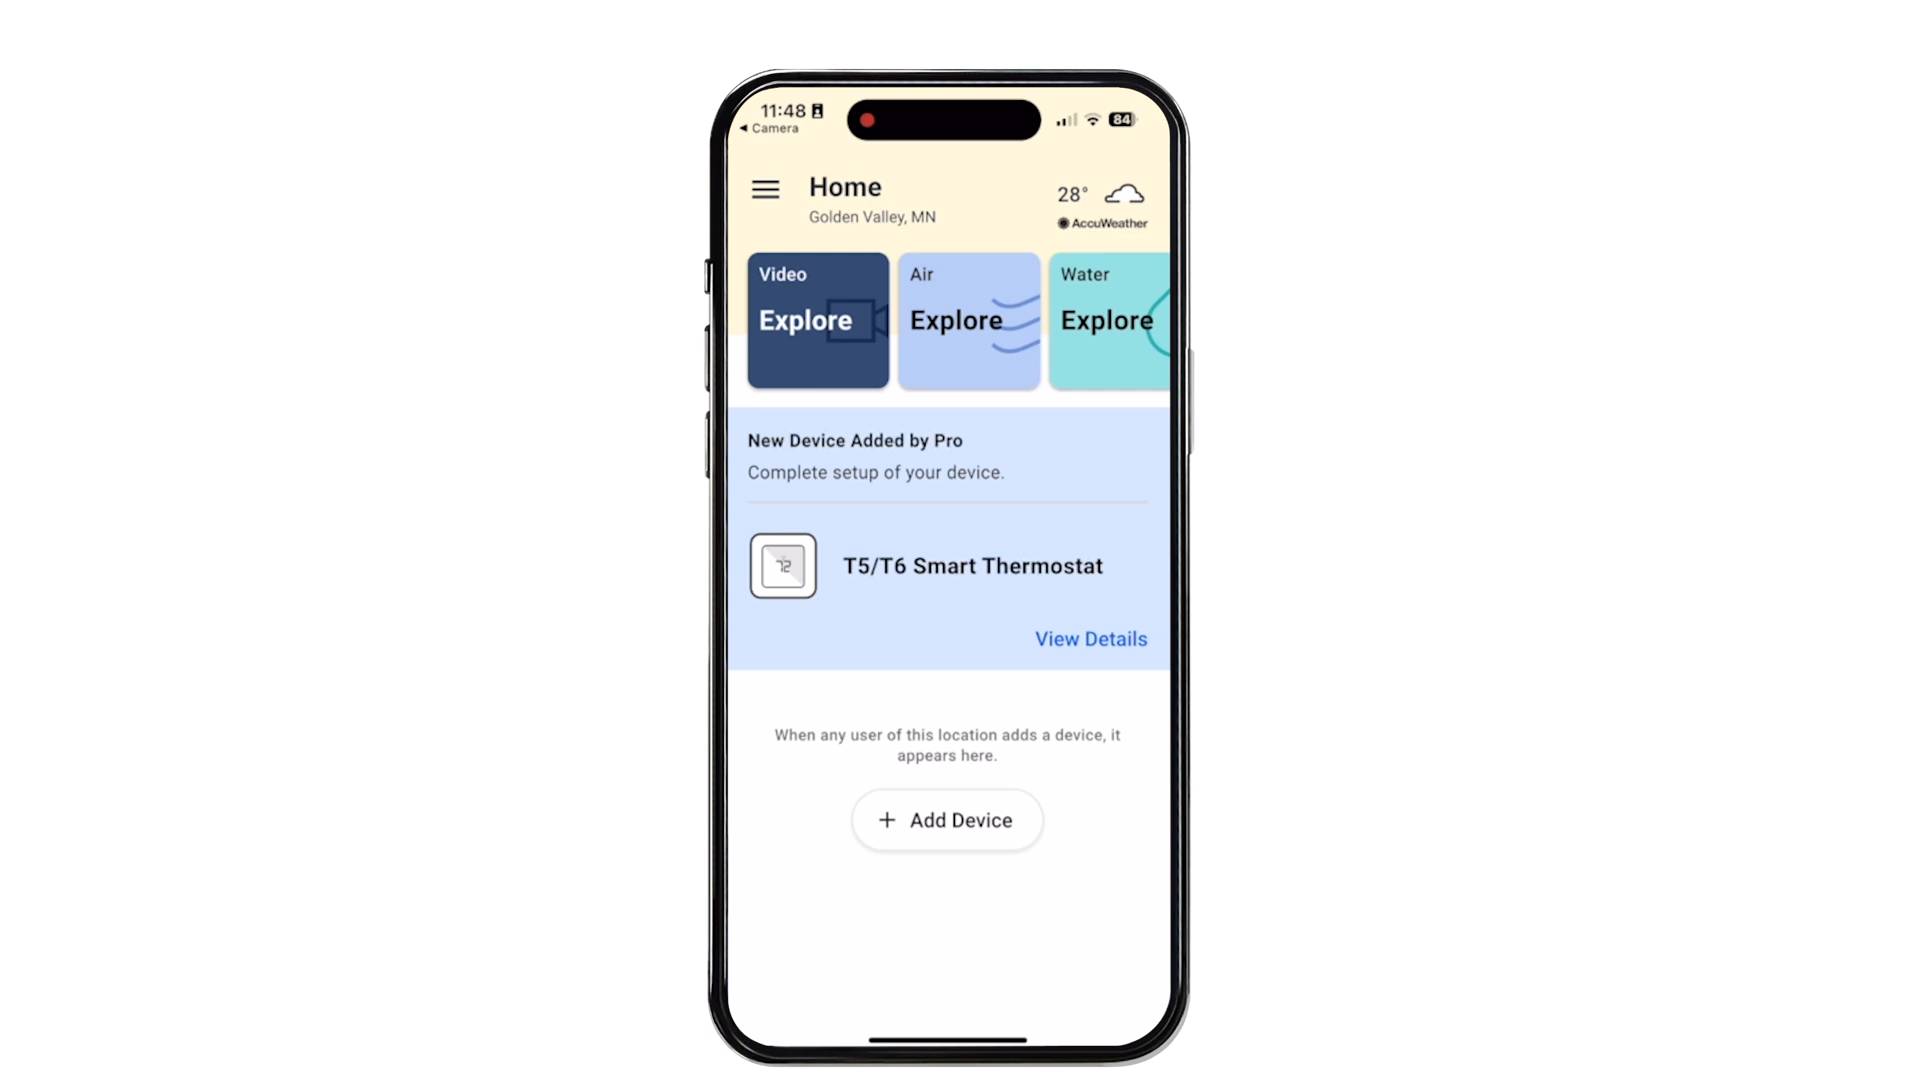 11:48
◀ Camera
84
Home
Golden Valley, MN
28°
AccuWeather
Video
Explore
Air
Explore
Water
Explore
New Device Added by Pro
Complete setup of your device.
72
T5/T6 Smart Thermostat
View Details
When any user of this location adds a device, it
appears here.
+ Add Device